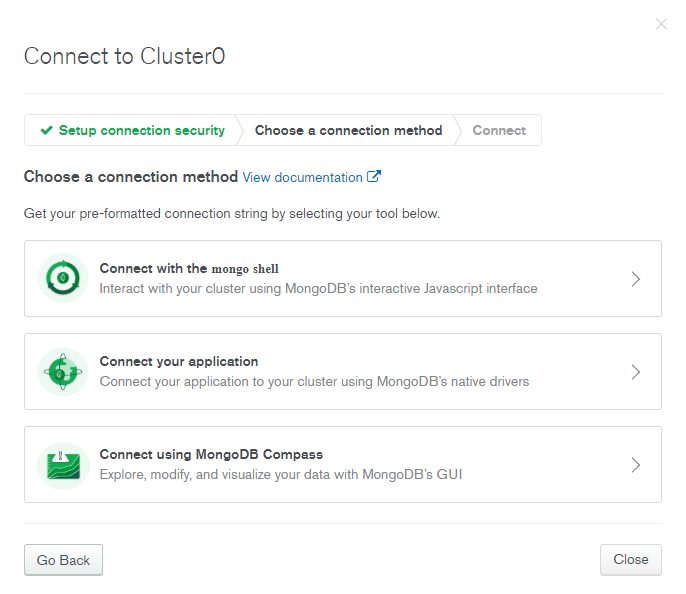 Connect to Cluster0
Setup connection security
Choose a connection method
Connect
Choose a connection method View documentation
Get your pre-formatted connection string by selecting your tool below.
Connect with the mongo shell
Interact with your cluster using MongoDB's interactive Javascript interface
Connect your application
Connect your application to your cluster using MongoDB's native drivers
Connect using MongoDB Compass
Explore, modify, and visualize your data with MongoDB's GUI
Go Back
Close